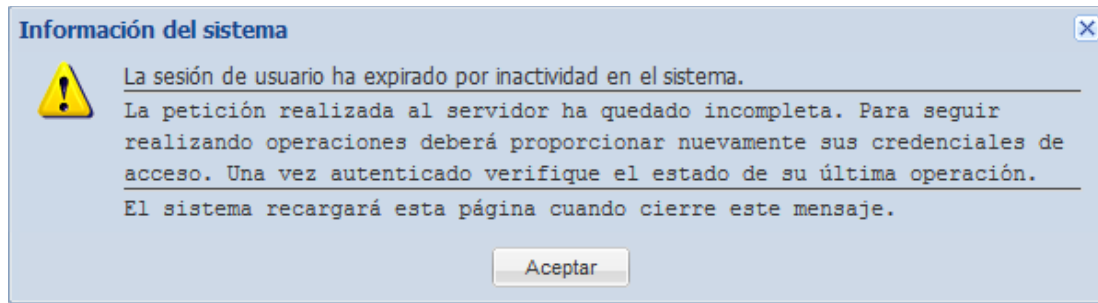 Información del sistema
La sesión de usuario ha expirado por inactividad en el sistema.
La petición realizada al servidor ha quedado incompleta. Para seguir
realizando operaciones deberá proporcionar nuevamente sus credenciales de
acceso. Una vez autenticado verifique el estado de su última operación.
El sistema recargará esta página cuando cierre este mensaje.
Aceptar